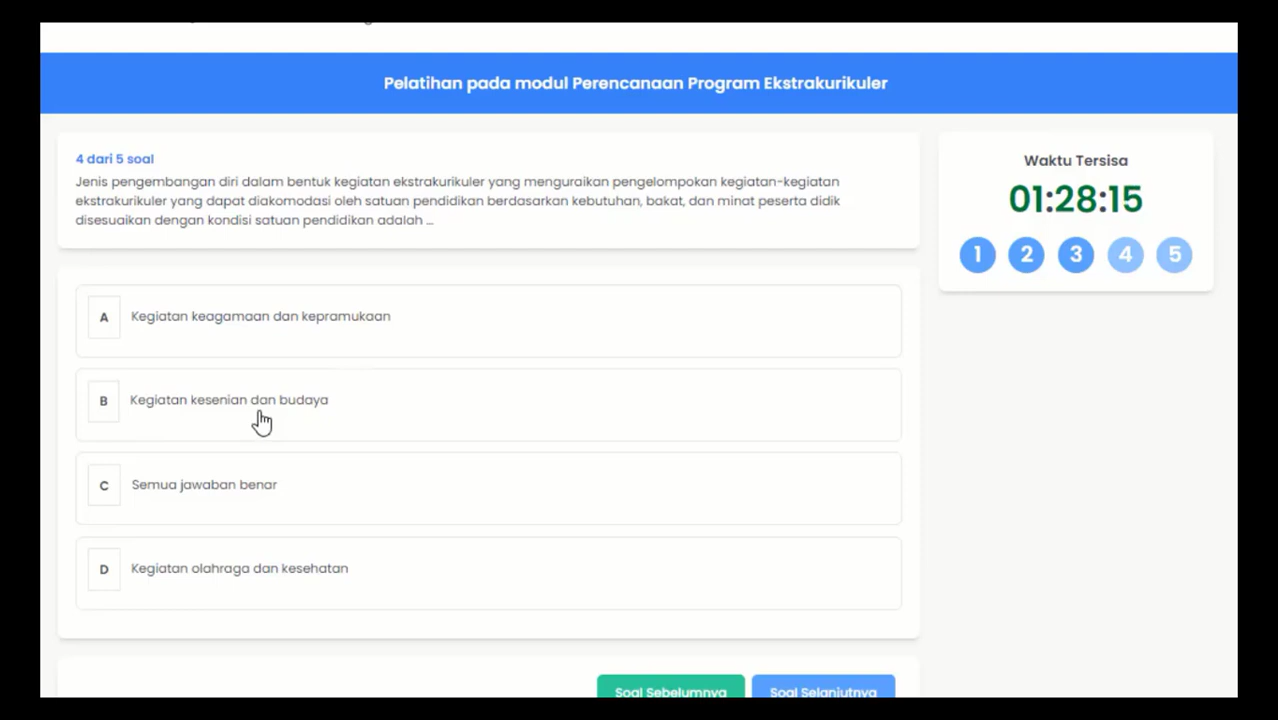 Pelatihan pada modul Perencanaan Program Ekstrakurikuler
4 dari 5 soal
Jenis pengembangan diri dalam bentuk kegiatan ekstrakurikuler yang menguraikan pengelompokan kegiatan-kegiatan
ekstrakurikuler yang dapat diakomodasi oleh satuan pendidikan berdasarkan kebutuhan, bakat, dan minat peserta didik
disesuaikan dengan kondisi satuan pendidikan adalah ...
A Kegiatan keagamaan dan kepramukaan
B Kegiatan kesenian dan budaya
C Semua jawaban benar
D Kegiatan olahraga dan kesehatan
Soal Sebelumnya Soal Selanjutnya
Waktu Tersisa
01:28:15
1 2 3 4 5